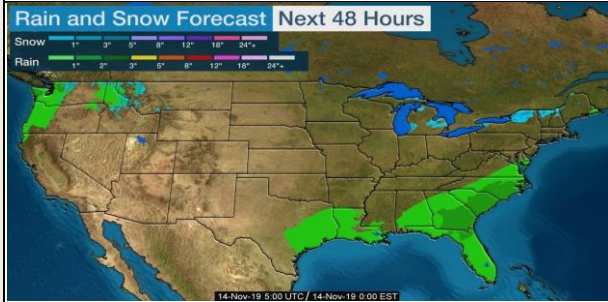 Rain and Snow Forecast Next 48 Hours
Snow
1" 3" 5" 8" 12" 18" 24"+
Rain
1" 2" 3" 5" 8" 12" 18" 24"+
14-Nov-19 5:00 UTC / 14-Nov-19 0:00 EST